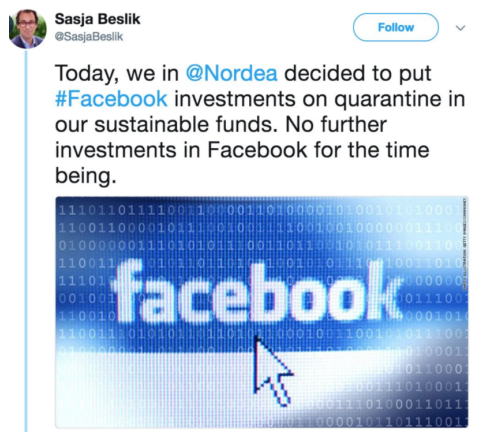 Sasja Beslik
@SasjaBeslik
Follow
Today, we in @Nordea decided to put
#Facebook investments on quarantine in
our sustainable funds. No further
investments in Facebook for the time
being.
facebook